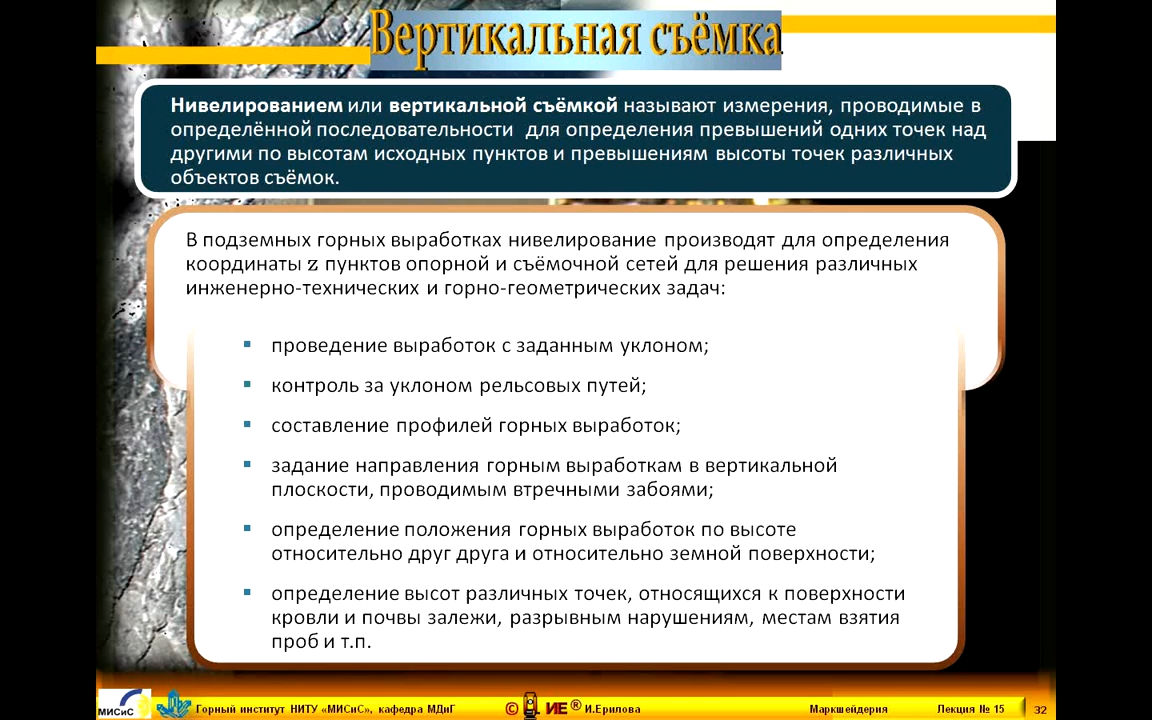 Вертикальная съёмка
Нивелированием или вертикальной съёмкой называют измерения, проводимые в
определённой последовательности для определения превышений одних точек над
другими по высотам исходных пунктов и превышениям высоты точек различных
объектов съёмок.
В подземных горных выработках нивелирование производят для определения
координаты z пунктов опорной и съёмочной сетей для решения различных
инженерно-технических и горно-геометрических задач:
▪ проведение выработок с заданным уклоном;
▪ контроль за уклоном рельсовых путей;
▪ составление профилей горных выработок;
▪ задание направления горным выработкам в вертикальной
плоскости, проводимым втречными забоями;
▪ определение положения горных выработок по высоте
относительно друг друга и относительно земной поверхности;
▪ определение высот различных точек, относящихся к поверхности
кровли и почвы залежи, разрывным нарушениям, местам взятия
проб и т.п.
МИСиС Горный институт НИТУ «МИСиС», кафедра МДиГ © ИЕ® И.Ерилова Маркшейдерия Лекция № 15 32